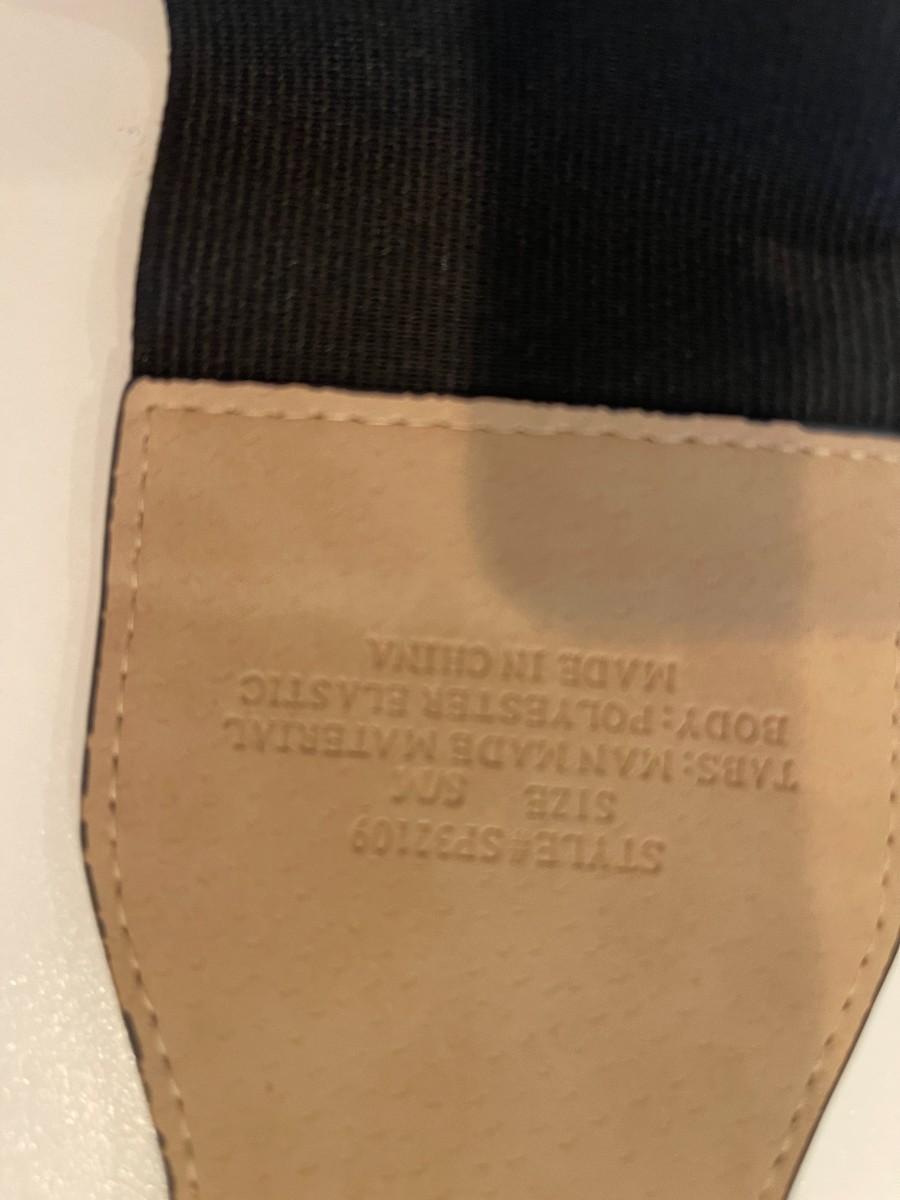 STYLE#SP32109
SIZE S/M
TABS: MAN MADE MATERIAL
BODY: POLYESTER ELASTIC
MADE IN CHINA